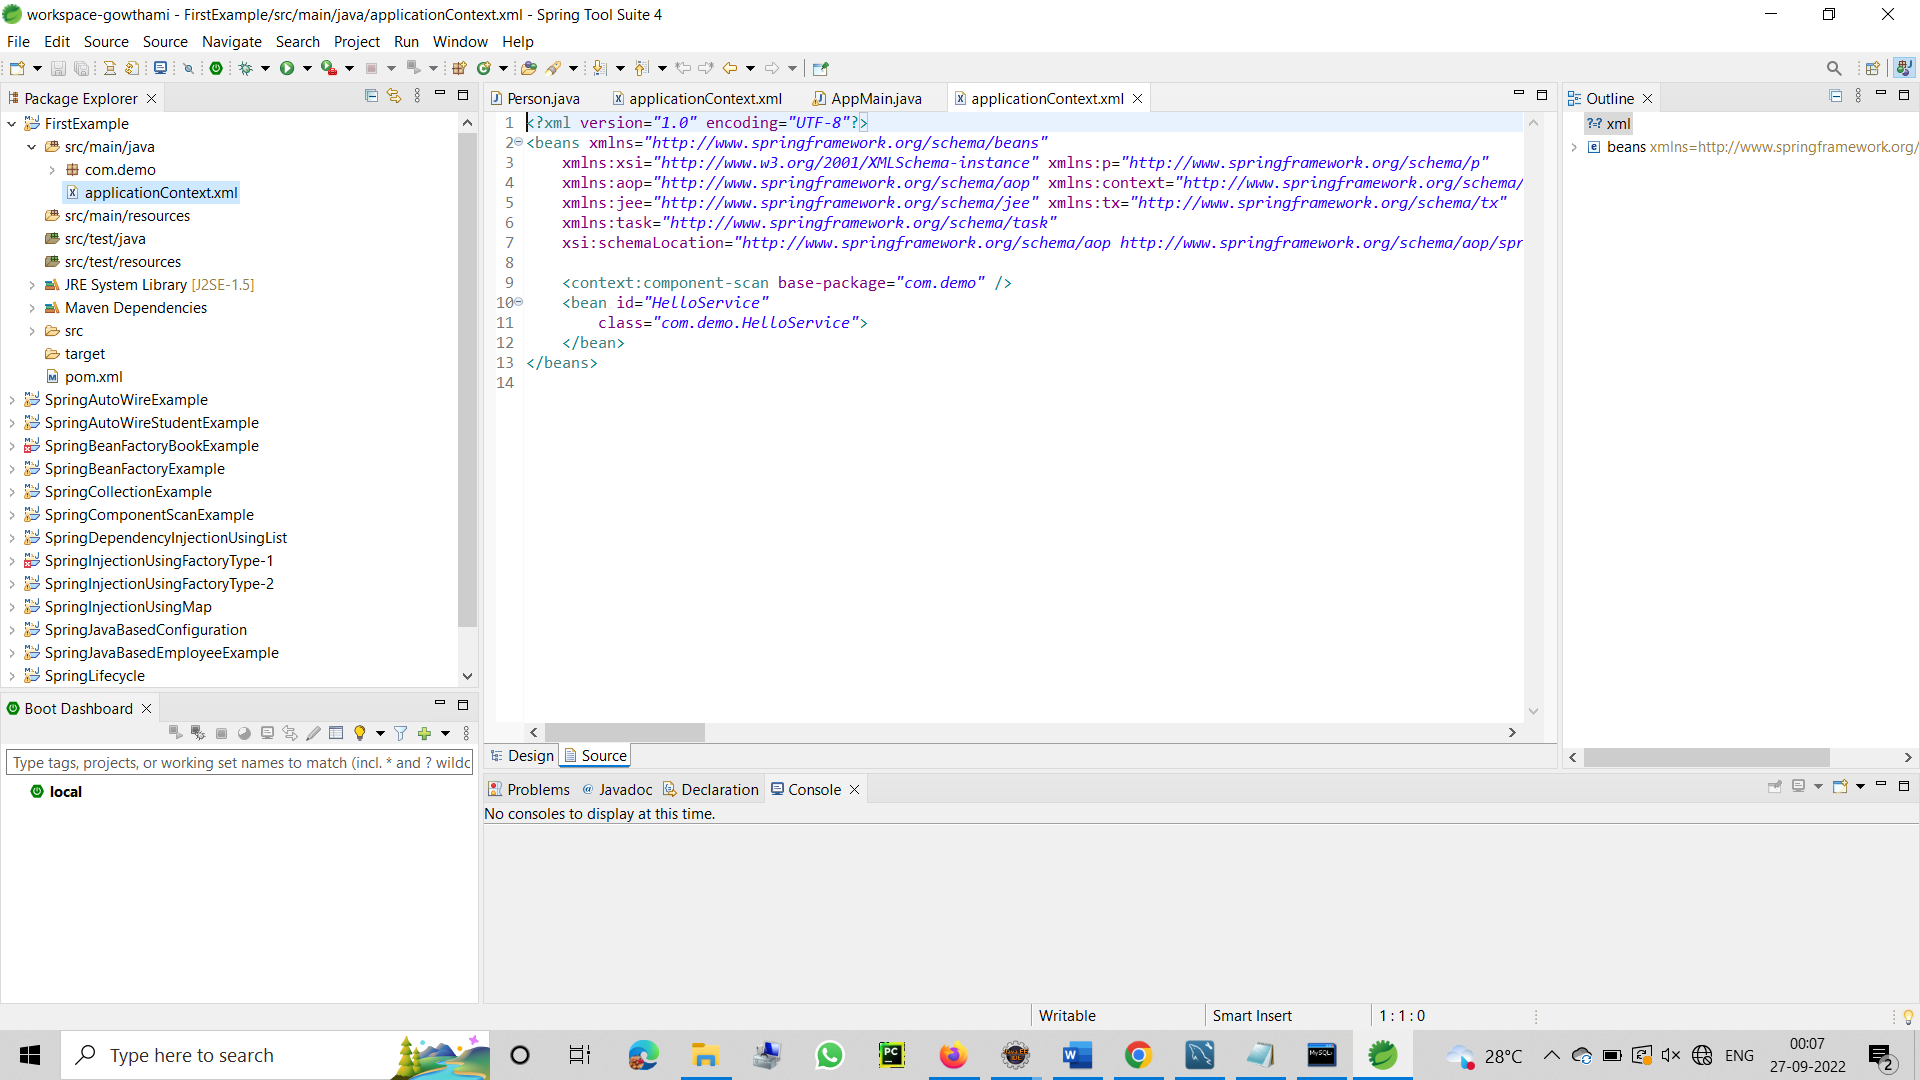 workspace-gowthami - FirstExample/src/main/java/applicationContext.xml - Spring Tool Suite 4
File Edit Source Source Navigate Search Project Run Window Help
Package Explorer
FirstExample
src/main/java
com.demo
applicationContext.xml
src/main/resources
src/test/java
src/test/resources
JRE System Library [J2SE-1.5]
Maven Dependencies
src
target
pom.xml
SpringAutoWireExample
SpringAutoWireStudentExample
SpringBeanFactoryBookExample
SpringBeanFactoryExample
SpringCollectionExample
SpringComponentScanExample
SpringDependencyInjectionUsingList
SpringInjectionUsingFactoryType-1
SpringInjectionUsingFactoryType-2
SpringInjectionUsingMap
SpringJavaBasedConfiguration
SpringJavaBasedEmployeeExample
SpringLifecycle
Boot Dashboard
Type tags, projects, or working set names to match (incl. * and ? wildc
local
Person.java applicationContext.xml AppMain.java applicationContext.xml
1 <?xml version="1.0" encoding="UTF-8"?>
2 <beans xmlns="http://www.springframework.org/schema/beans"
3 xmlns:xsi="http://www.w3.org/2001/XMLSchema-instance" xmlns:p="http://www.springframework.org/schema/p"
4 xmlns:aop="http://www.springframework.org/schema/aop" xmlns:context="http://www.springframework.org/schema/
5 xmlns:jee="http://www.springframework.org/schema/jee" xmlns:tx="http://www.springframework.org/schema/tx"
6 xmlns:task="http://www.springframework.org/schema/task"
7 xsi:schemaLocation="http://www.springframework.org/schema/aop http://www.springframework.org/schema/aop/spr
8
9 <context:component-scan base-package="com.demo" />
10 <bean id="HelloService"
11 class="com.demo.HelloService">
12 </bean>
13 </beans>
14
Design Source
Outline
?=? xml
e beans xmlns=http://www.springframework.org/
Problems @ Javadoc Declaration Console
No consoles to display at this time.
Writable Smart Insert 1 : 1 : 0
Type here to search
PC
MySQL
28°C ENG
00:07
27-09-2022
2